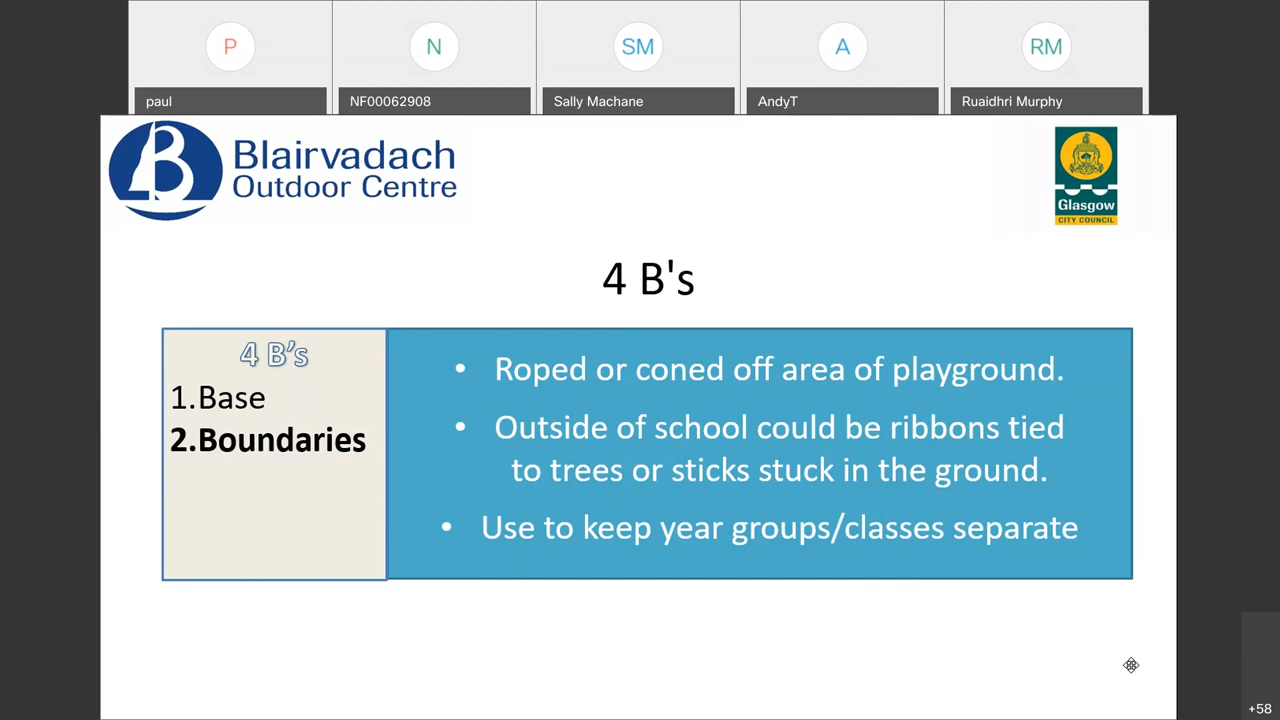 P
N
SM
A
RM
paul
NF00062908
Sally Machane
AndyT
Ruaidhri Murphy
B
Blairvadach
Outdoor Centre
Glasgow
CITY COUNCIL
4 B's
4 B’s
1.Base
2.Boundaries
• Roped or coned off area of playground.
• Outside of school could be ribbons tied
to trees or sticks stuck in the ground.
• Use to keep year groups/classes separate
+58